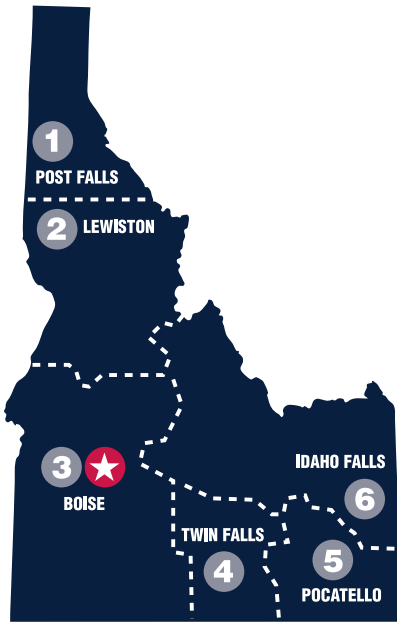 1
POST FALLS
2 LEWISTON
3
BOISE
IDAHO FALLS
6
TWIN FALLS
4
5
POCATELLO